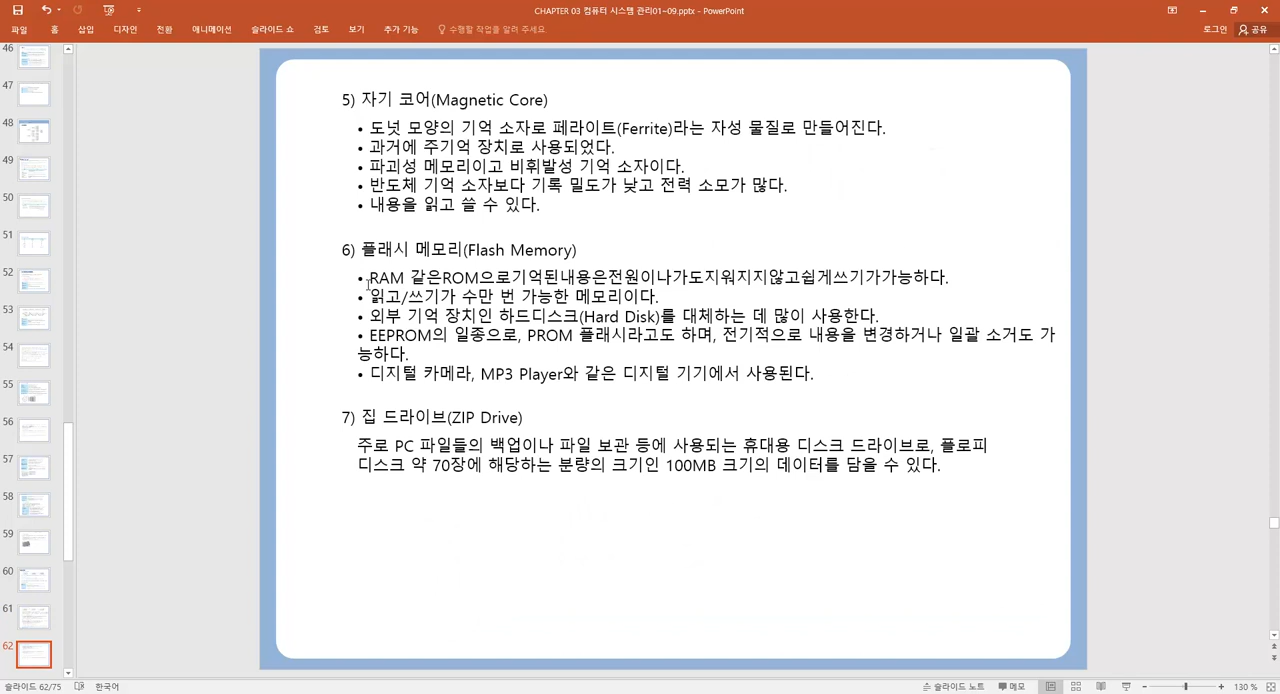 CHAPTER 03 컴퓨터 시스템 관리01~09.pptx - PowerPoint
파일 홈 삽입 디자인 전환 애니메이션 슬라이드 쇼 검토 보기 추가 기능 수행할 작업을 알려 주세요. 로그인 공유
46
47
48
49
50
51
52
53
54
55
56
57
58
59
60
61
62
5) 자기 코어(Magnetic Core)
• 도넛 모양의 기억 소자로 페라이트(Ferrite)라는 자성 물질로 만들어진다.
• 과거에 주기억 장치로 사용되었다.
• 파괴성 메모리이고 비휘발성 기억 소자이다.
• 반도체 기억 소자보다 기록 밀도가 낮고 전력 소모가 많다.
• 내용을 읽고 쓸 수 있다.
6) 플래시 메모리(Flash Memory)
• RAM 같은ROM으로기억된내용은전원이나가도지워지지않고쉽게쓰기가가능하다.
• 읽고/쓰기가 수만 번 가능한 메모리이다.
• 외부 기억 장치인 하드디스크(Hard Disk)를 대체하는 데 많이 사용한다.
• EEPROM의 일종으로, PROM 플래시라고도 하며, 전기적으로 내용을 변경하거나 일괄 소거도 가
능하다.
• 디지털 카메라, MP3 Player와 같은 디지털 기기에서 사용된다.
7) 집 드라이브(ZIP Drive)
주로 PC 파일들의 백업이나 파일 보관 등에 사용되는 휴대용 디스크 드라이브로, 플로피
디스크 약 70장에 해당하는 분량의 크기인 100MB 크기의 데이터를 담을 수 있다.
슬라이드 62/75 한국어 슬라이드 노트 메모 130 %